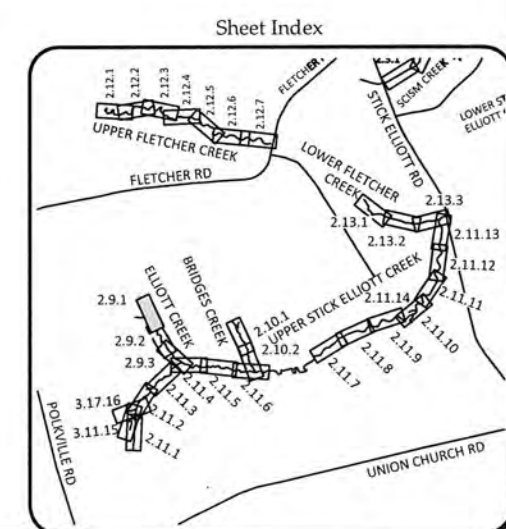 Sheet Index
2.12.1
2.12.2
2.12.3
2.12.4
2.12.5
2.12.6
2.12.7
UPPER FLETCHER CREEK
FLETCHER RD
FLETCHER
2.3.1
SCISM CREEK
LOWER
ELLIOTT
STICK ELLIOTT RD
LOWER FLETCHER
CREEK
2.13.1
2.13.2
2.13.3
2.11.13
2.11.12
2.11.11
2.11.10
2.11.14
2.11.9
2.11.8
2.11.7
UPPER STICK ELLIOTT CREEK
BRIDGES CREEK
2.10.1
2.10.2
ELLIOTT CREEK
2.9.1
2.9.2
2.9.3
2.11.6
2.11.5
2.11.4
2.11.3
2.11.2
2.11.1
3.17.16
3.11.15
POLKVILLE RD
UNION CHURCH RD